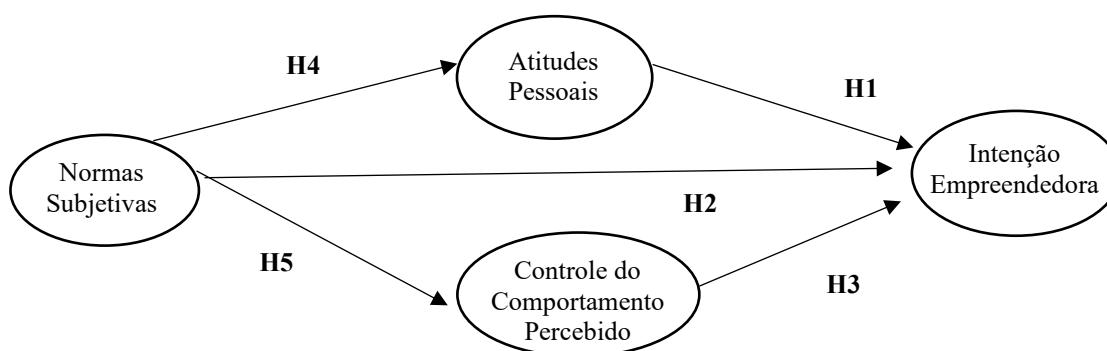 Atitudes
Pessoais
H4
H1
Normas
Subjetivas
Intenção
Empreendedora
H2
H5
Controle do
Comportamento
Percebido
H3